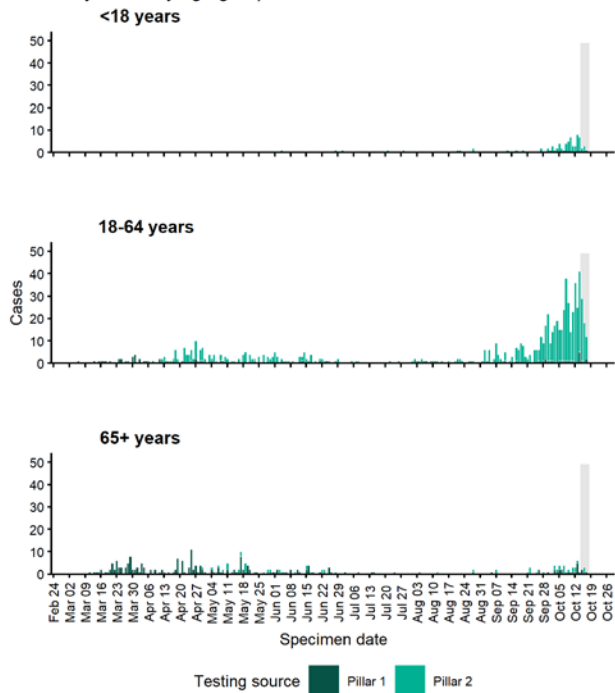 <18 years
50
40
30
20
10
0
18-64 years
50
40
30
20
10
0
Cases
65+ years
50
40
30
20
10
0
Feb 24
Mar 02
Mar 09
Mar 16
Mar 23
Mar 30
Apr 06
Apr 13
Apr 20
Apr 27
May 04
May 11
May 18
May 25
Jun 01
Jun 08
Jun 15
Jun 22
Jun 29
Jul 06
Jul 13
Jul 20
Jul 27
Aug 03
Aug 10
Aug 17
Aug 24
Aug 31
Sep 07
Sep 14
Sep 21
Sep 28
Oct 05
Oct 12
Oct 19
Oct 26
Specimen date
Testing source Pillar 1 Pillar 2